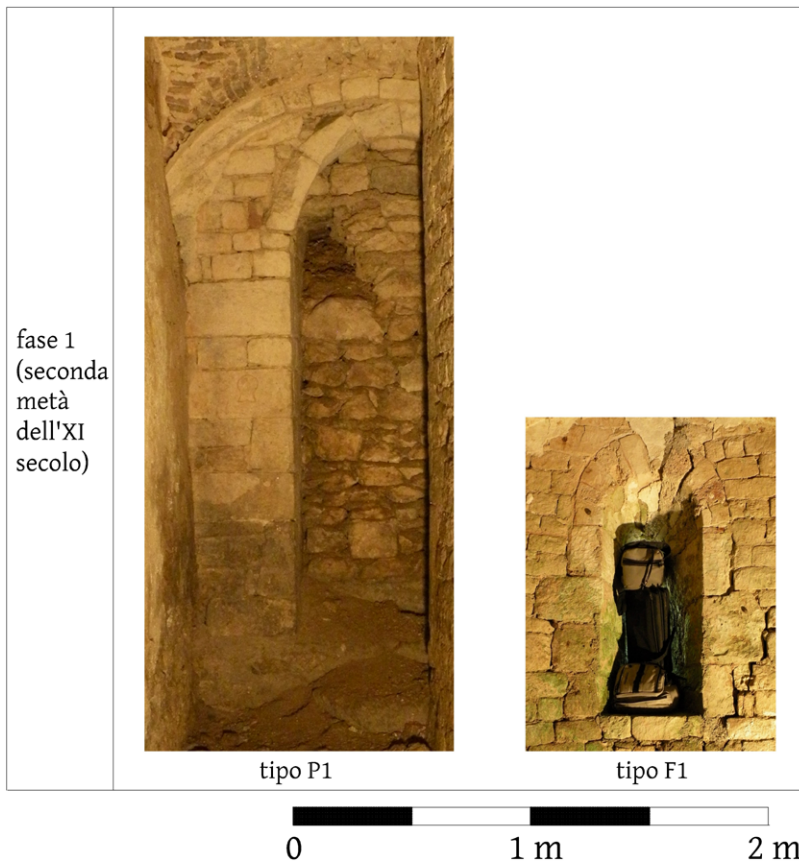 fase 1
(seconda
metà
dell'XI
secolo)
tipo P1
tipo F1
0 1 m 2 m